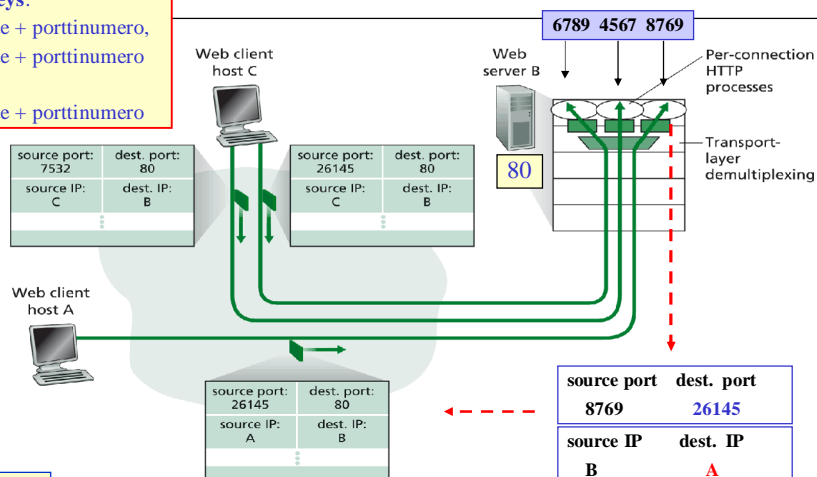 eys:
e + porttinumero,
e + porttinumero
e + porttinumero
6789 4567 8769
Web client
host C
Web
server B
Per-connection
HTTP
processes
Transport-
layer
demultiplexing
80
source port:
7532
dest. port:
80
source IP:
C
dest. IP:
B
source port:
26145
dest. port:
80
source IP:
C
dest. IP:
B
Web client
host A
source port:
26145
dest. port:
80
source IP:
A
dest. IP:
B
source port dest. port
8769 26145
source IP dest. IP
B A